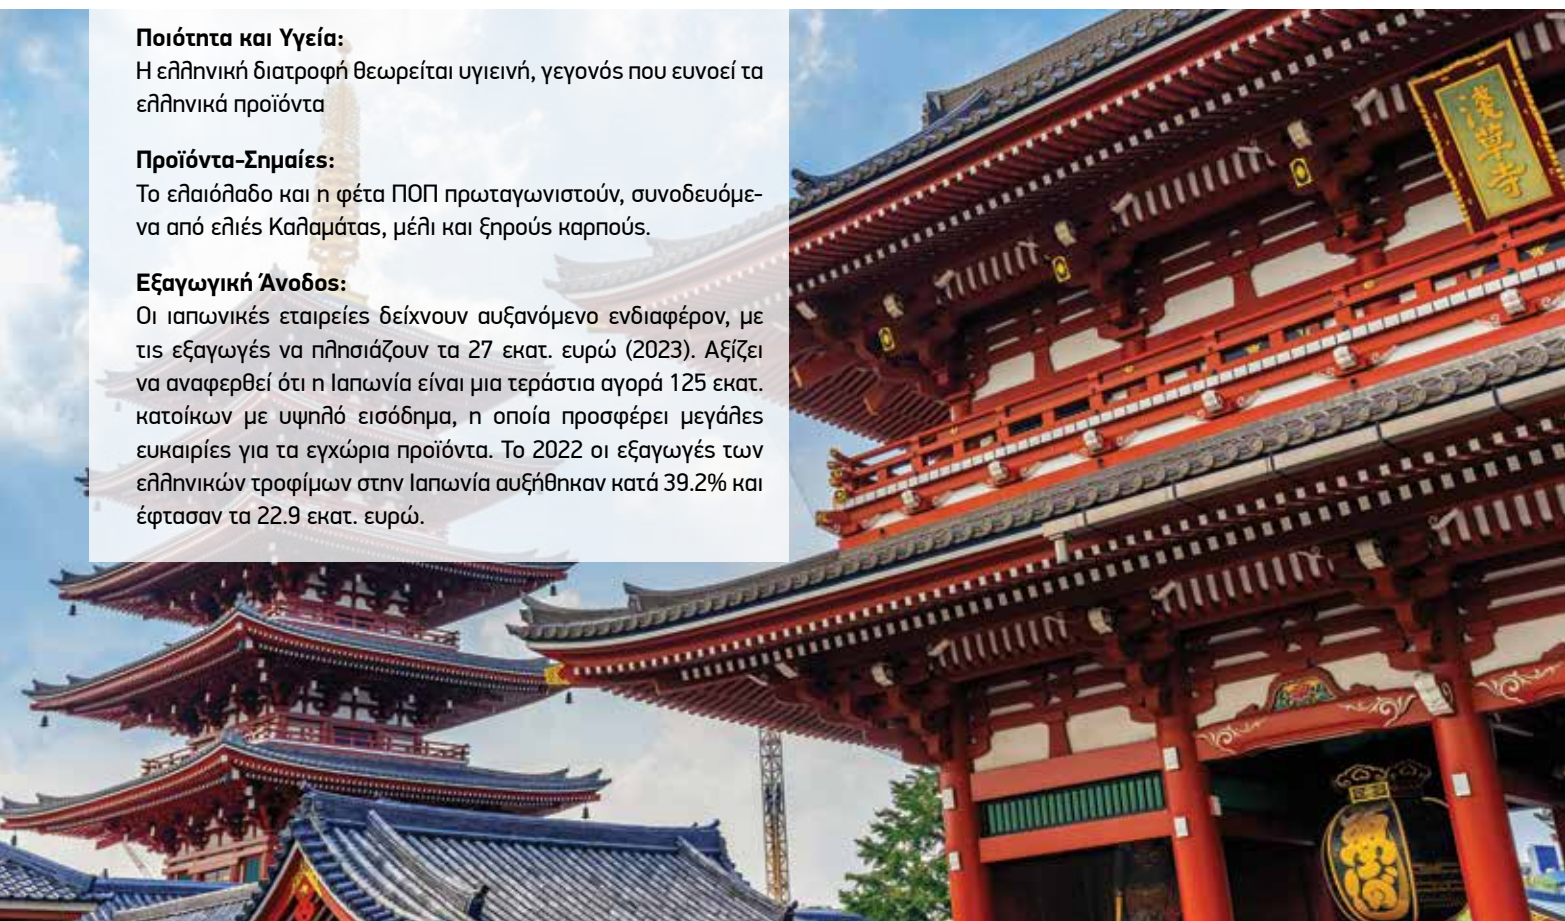 Ποιότητα και Υγεία:
Η ελληνική διατροφή θεωρείται υγιεινή, γεγονός που ευνοεί τα
ελληνικά προϊόντα
Προϊόντα-Σημαίες:
Το ελαιόλαδο και η φέτα ΠΟΠ πρωταγωνιστούν, συνοδευόμε-
να από ελιές Καλαμάτας, μέλι και ξηρούς καρπούς.
Εξαγωγική Άνοδος:
Οι ιαπωνικές εταιρείες δείχνουν αυξανόμενο ενδιαφέρον, με
τις εξαγωγές να πλησιάζουν τα 27 εκατ. ευρώ (2023). Αξίζει
να αναφερθεί ότι η Ιαπωνία είναι μια τεράστια αγορά 125 εκατ.
κατοίκων με υψηλό εισόδημα, η οποία προσφέρει μεγάλες
ευκαιρίες για τα εγχώρια προϊόντα. Το 2022 οι εξαγωγές των
ελληνικών τροφίμων στην Ιαπωνία αυξήθηκαν κατά 39.2% και
έφτασαν τα 22.9 εκατ. ευρώ.
浅草寺